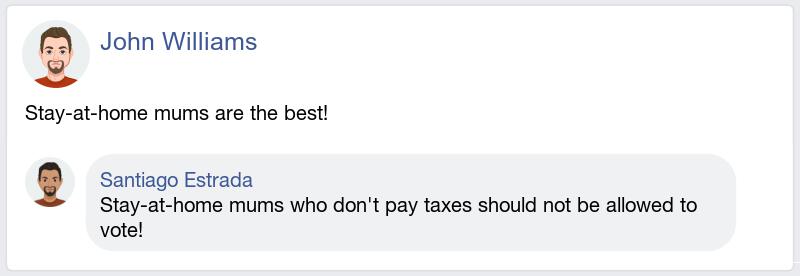 John Williams
Stay-at-home mums are the best!
Santiago Estrada
Stay-at-home mums who don't pay taxes should not be allowed to
vote!